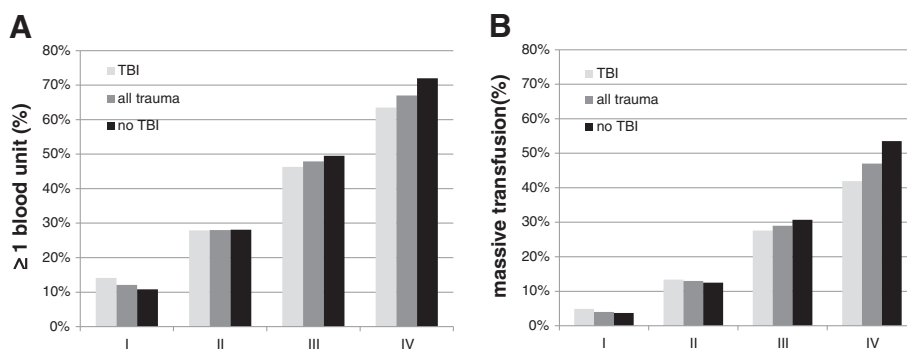 A
≥ 1 blood unit (%)
80%
70%
60%
50%
40%
30%
20%
10%
0%
TBI
all trauma
no TBI
I II III IV
B
massive transfusion(%)
80%
70%
60%
50%
40%
30%
20%
10%
0%
TBI
all trauma
no TBI
I II III IV